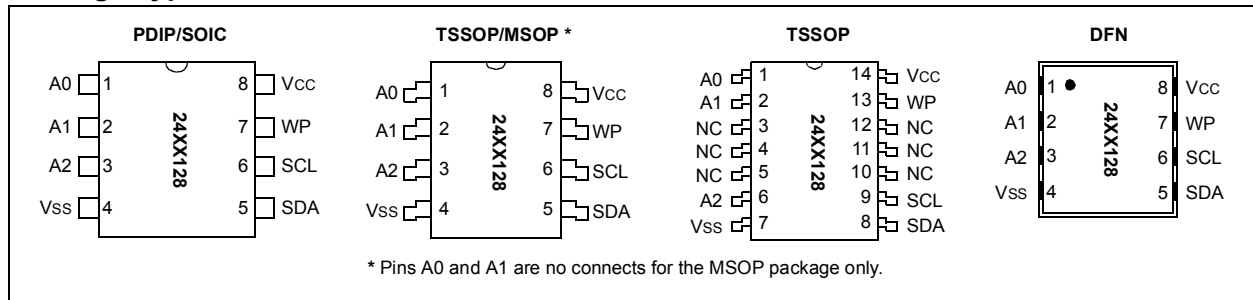 PDIP/SOIC
A0 1 8 VCC
A1 2 7 WP
A2 3 6 SCL
VSS 4 5 SDA
24XX128
TSSOP/MSOP *
A0 1 8 VCC
A1 2 7 WP
A2 3 6 SCL
VSS 4 5 SDA
24XX128
TSSOP
A0 1 14 VCC
A1 2 13 WP
NC 3 12 NC
NC 4 11 NC
NC 5 10 NC
A2 6 9 SCL
VSS 7 8 SDA
24XX128
DFN
A0 1 8 VCC
A1 2 7 WP
A2 3 6 SCL
VSS 4 5 SDA
24XX128
* Pins A0 and A1 are no connects for the MSOP package only.